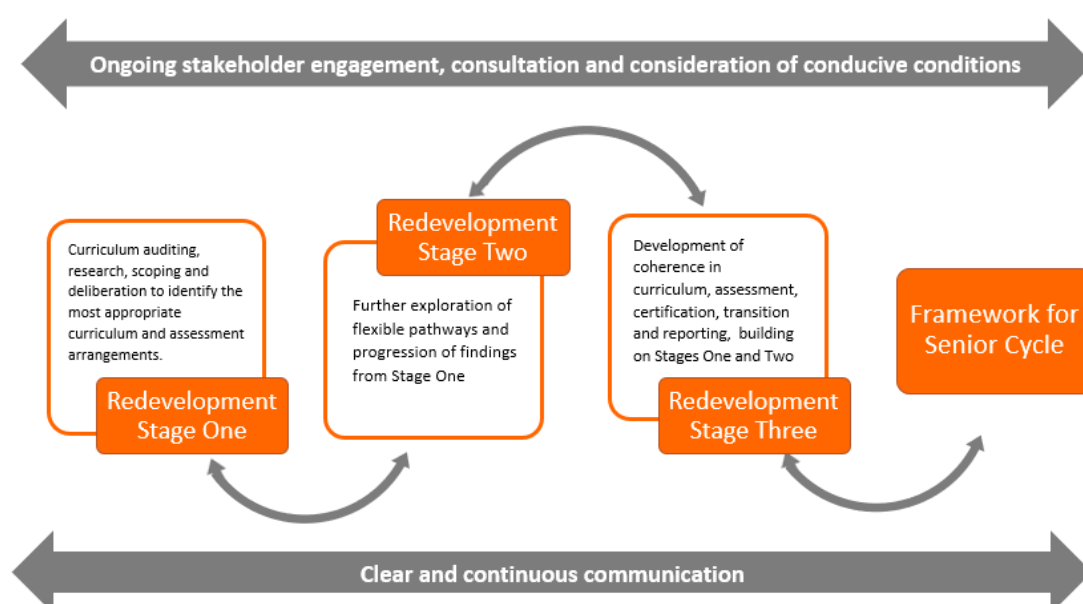 Ongoing stakeholder engagement, consultation and consideration of conducive conditions
Curriculum auditing,
research, scoping and
deliberation to identify the
most appropriate
curriculum and assessment
arrangements.
Redevelopment
Stage One
Redevelopment
Stage Two
Further exploration of
flexible pathways and
progression of findings
from Stage One
Development of
coherence in
curriculum, assessment,
certification, transition
and reporting, building
on Stages One and Two
Redevelopment
Stage Three
Framework for
Senior Cycle
Clear and continuous communication